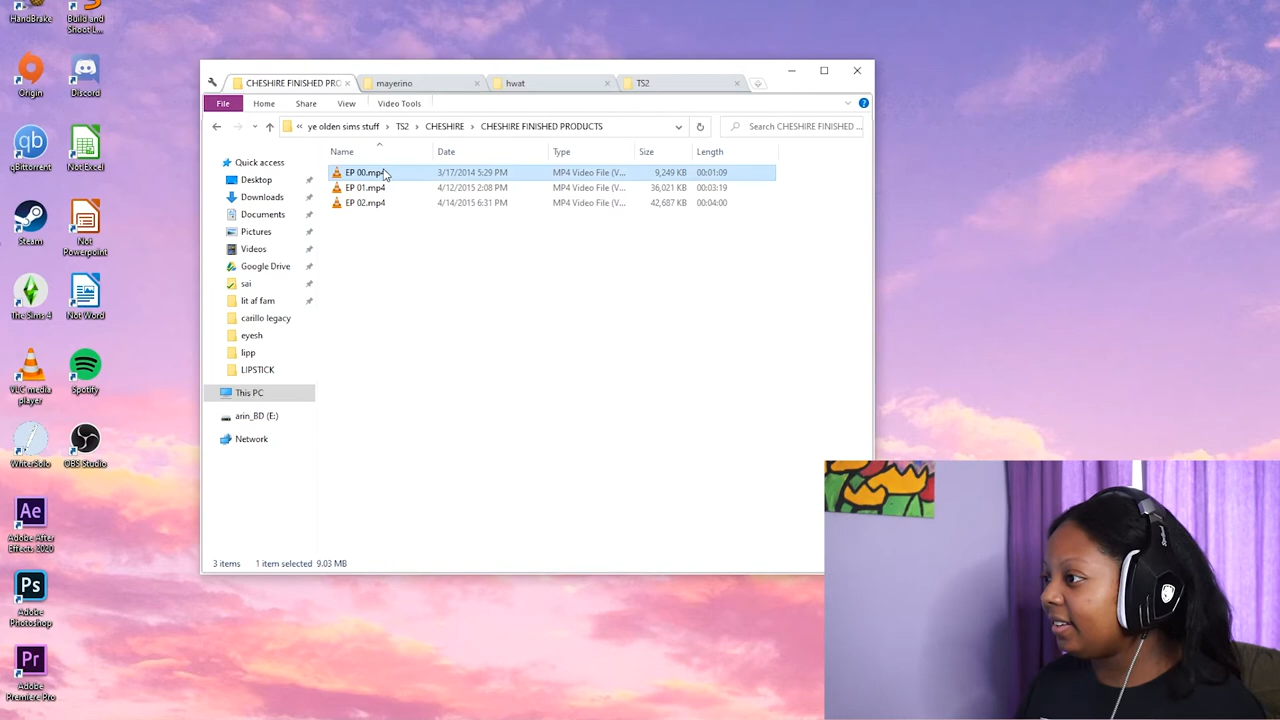 HandBrake
Build and
Shoot L...
Origin
Discord
qb
qBittorrent
NotExcel
Steam
Not
Powerpoint
The Sims 4
Not Word
VLC media
player
Spotify
WriterSolo
OBS Studio
Ae
Adobe After
Effects 2020
Ps
Adobe
Photoshop
Pr
Adobe
Premiere Pro
CHESHIRE FINISHED PRO
mayerino
hwat
TS2
File
Home
Share
View
Video Tools
« ye olden sims stuff > TS2 > CHESHIRE > CHESHIRE FINISHED PRODUCTS
Search CHESHIRE FINISHED ...
Name Date Type Size Length
EP 00.mp4 3/17/2014 5:29 PM MP4 Video File (V... 9,249 KB 00:01:09
EP 01.mp4 4/12/2015 2:08 PM MP4 Video File (V... 36,021 KB 00:03:19
EP 02.mp4 4/14/2015 6:31 PM MP4 Video File (V... 42,687 KB 00:04:00
Quick access
Desktop
Downloads
Documents
Pictures
Videos
Google Drive
sai
lit af fam
carillo legacy
eyesh
lipp
LIPSTICK
This PC
arin_BD (E:)
Network
3 items 1 item selected 9.03 MB